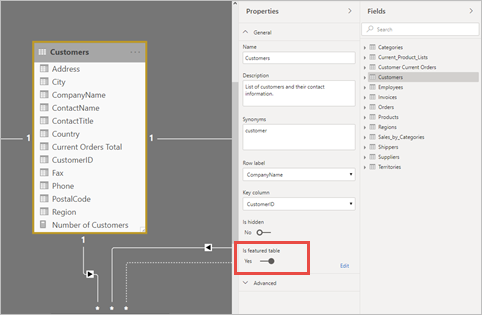 Customers
Address
City
CompanyName
ContactName
ContactTitle
Country
Current Orders Total
CustomerID
Fax
Phone
PostalCode
Region
Number of Customers
1
1
1
Properties
General
Name
Customers
Description
List of customers and their contact
information.
Synonyms
customer
Row label
CompanyName
Key column
CustomerID
Is hidden
No
Is featured table
Yes
Edit
Advanced
Fields
Search
Categories
Current_Product_Lists
Customer Current Orders
Customers
Employees
Invoices
Orders
Products
Regions
Sales_by_Categories
Shippers
Suppliers
Territories